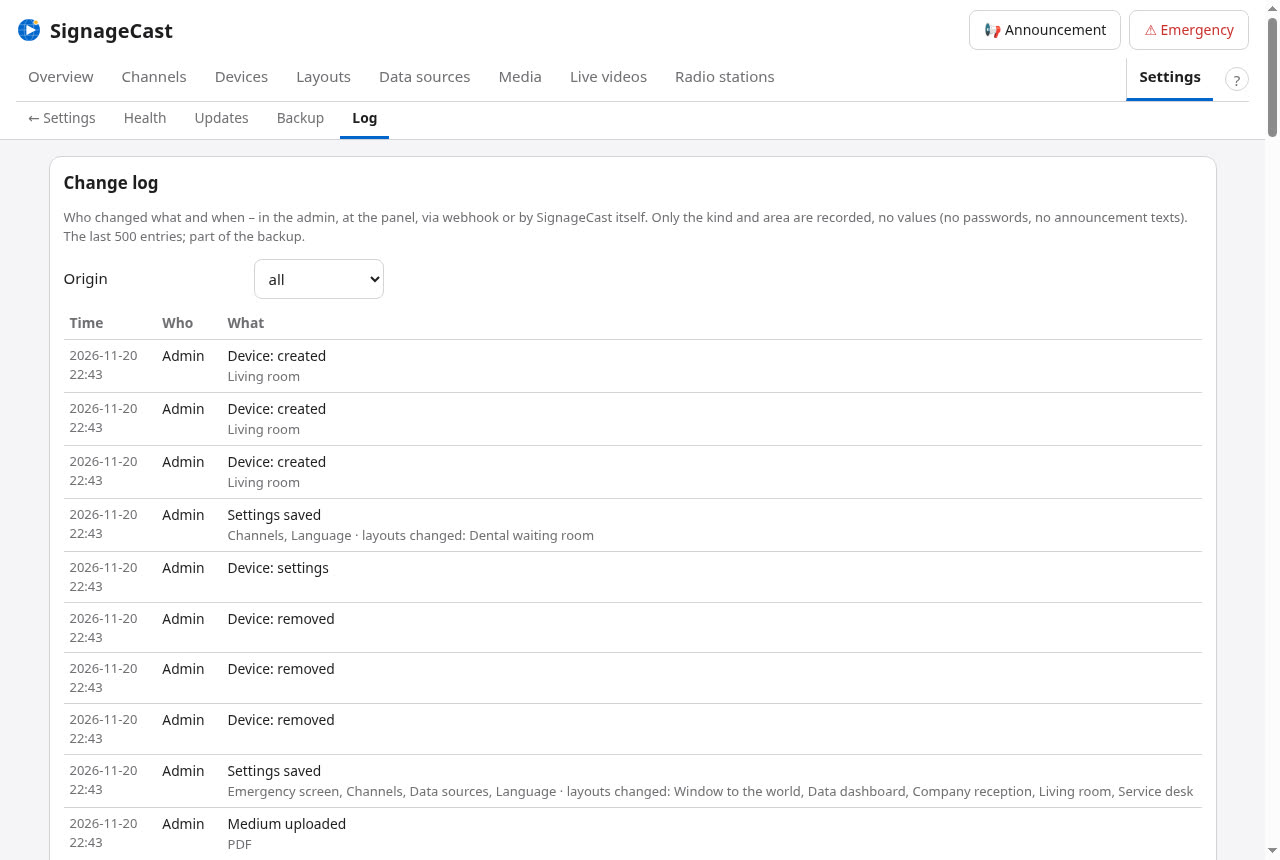 SignageCast
📢 Announcement
⚠ Emergency
Overview Channels Devices Layouts Data sources Media Live videos Radio stations Settings ?
← Settings Health Updates Backup Log
Change log
Who changed what and when – in the admin, at the panel, via webhook or by SignageCast itself. Only the kind and area are recorded, no values (no passwords, no announcement texts).
The last 500 entries; part of the backup.
Origin all
Time Who What
2026-11-20 Admin Device: created
22:43 Living room
2026-11-20 Admin Device: created
22:43 Living room
2026-11-20 Admin Device: created
22:43 Living room
2026-11-20 Admin Settings saved
22:43 Channels, Language · layouts changed: Dental waiting room
2026-11-20 Admin Device: settings
22:43
2026-11-20 Admin Device: removed
22:43
2026-11-20 Admin Device: removed
22:43
2026-11-20 Admin Device: removed
22:43
2026-11-20 Admin Settings saved
22:43 Emergency screen, Channels, Data sources, Language · layouts changed: Window to the world, Data dashboard, Company reception, Living room, Service desk
2026-11-20 Admin Medium uploaded
22:43 PDF